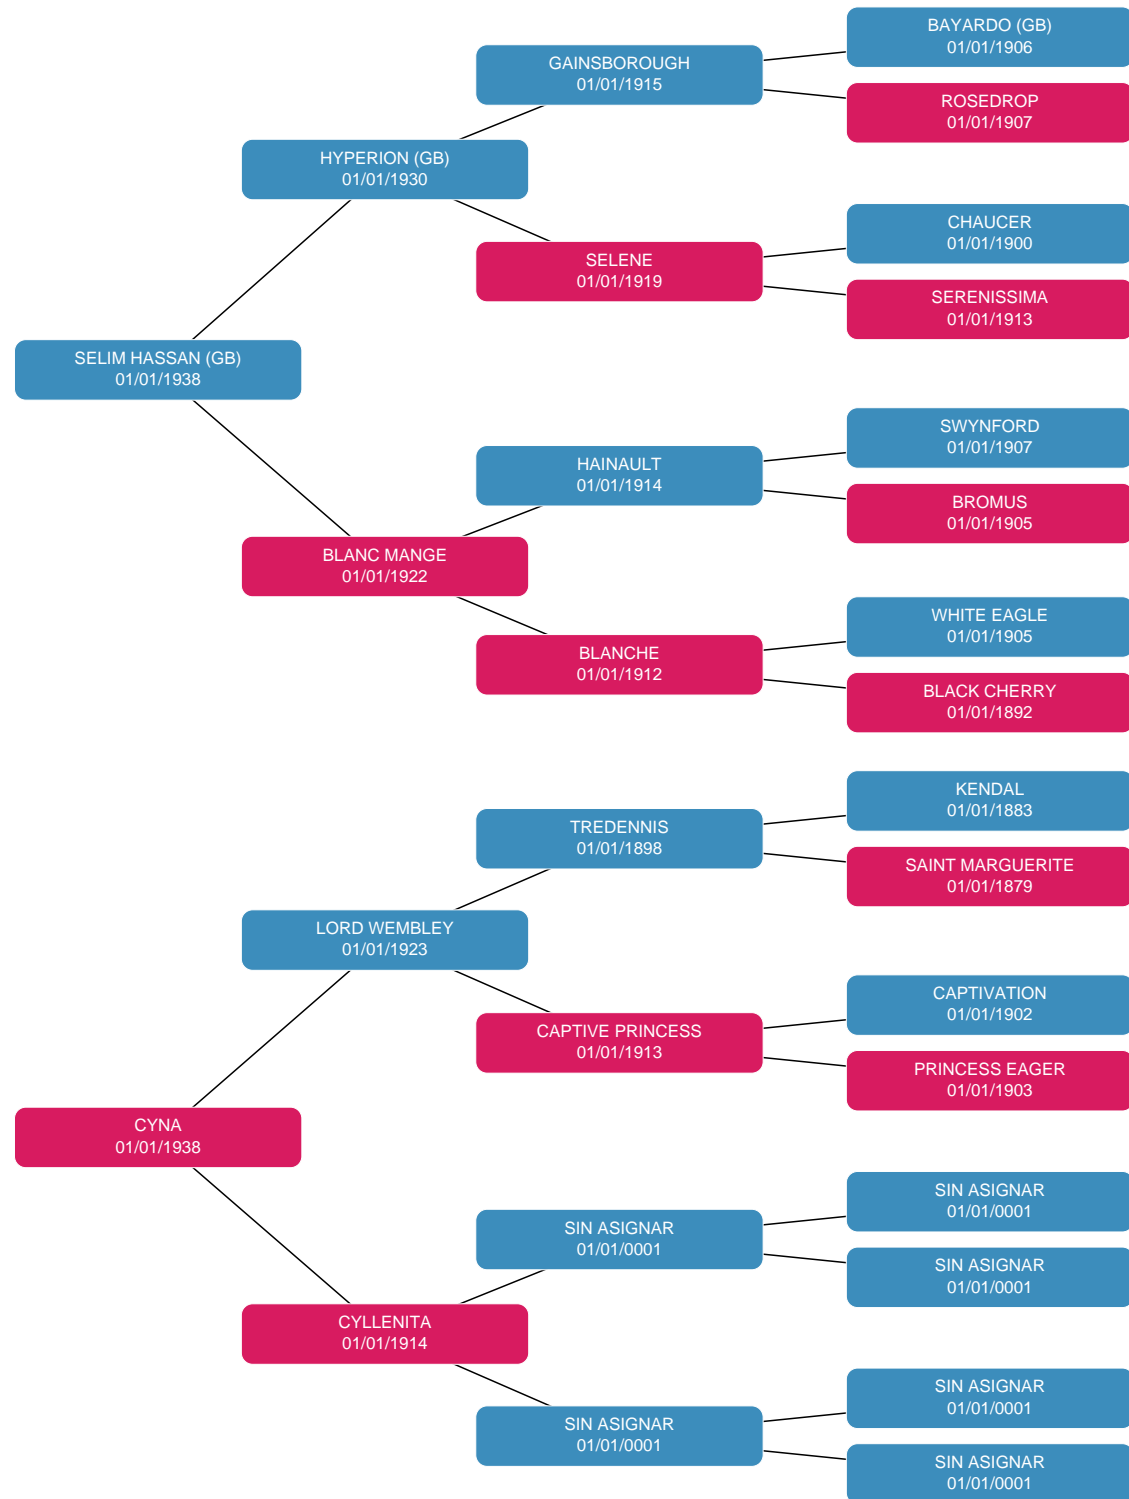 BAYARDO (GB)
01/01/1906
GAINSBOROUGH
01/01/1915
ROSEDROP
01/01/1907
HYPERION (GB)
01/01/1930
CHAUCER
01/01/1900
SELENE
01/01/1919
SERENISSIMA
01/01/1913
SELIM HASSAN (GB)
01/01/1938
SWYNFORD
01/01/1907
HAINAULT
01/01/1914
BROMUS
01/01/1905
BLANC MANGE
01/01/1922
WHITE EAGLE
01/01/1905
BLANCHE
01/01/1912
BLACK CHERRY
01/01/1892
KENDAL
01/01/1883
TREDENNIS
01/01/1898
SAINT MARGUERITE
01/01/1879
LORD WEMBLEY
01/01/1923
CAPTIVATION
01/01/1902
CAPTIVE PRINCESS
01/01/1913
PRINCESS EAGER
01/01/1903
CYNA
01/01/1938
SIN ASIGNAR
01/01/0001
SIN ASIGNAR
01/01/0001
SIN ASIGNAR
01/01/0001
CYLLENITA
01/01/1914
SIN ASIGNAR
01/01/0001
SIN ASIGNAR
01/01/0001
SIN ASIGNAR
01/01/0001